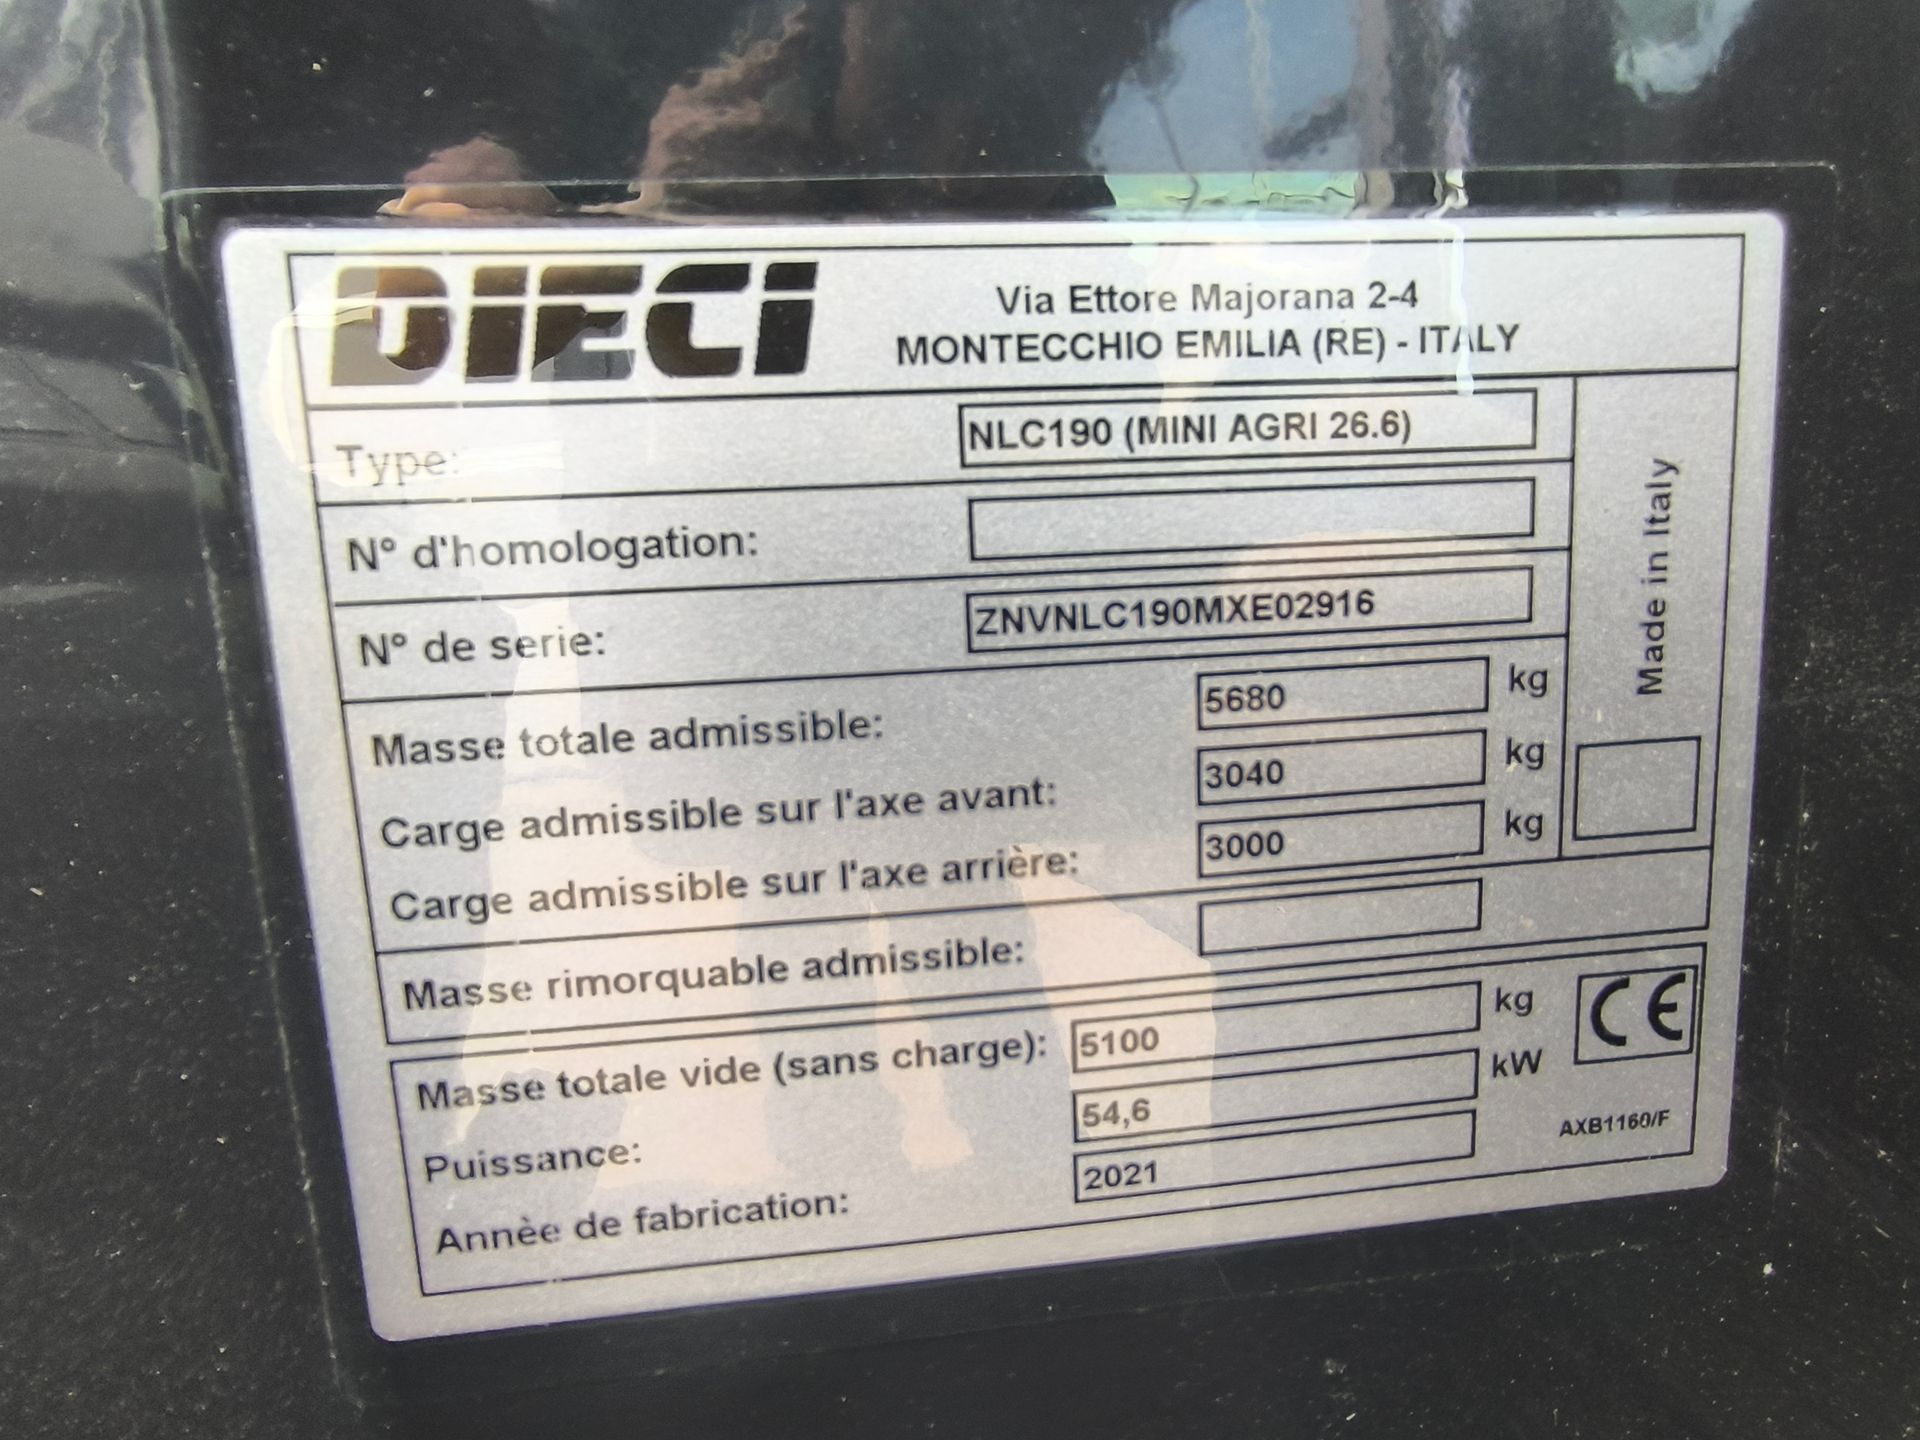 DIECI
Via Ettore Majorana 2-4
MONTECCHIO EMILIA (RE) - ITALY
Type: NLC190 (MINI AGRI 26.6)
N° d'homologation:
N° de serie: ZNVNLC190MXE02916
Masse totale admissible: 5680 kg
Carge admissible sur l'axe avant: 3040 kg
Carge admissible sur l'axe arrière: 3000 kg
Made in Italy
Masse rimorquable admissible:
Masse totale vide (sans charge): 5100 kg
CE
Puissance: 54,6 kW
Annèe de fabrication: 2021
AXB1160/F